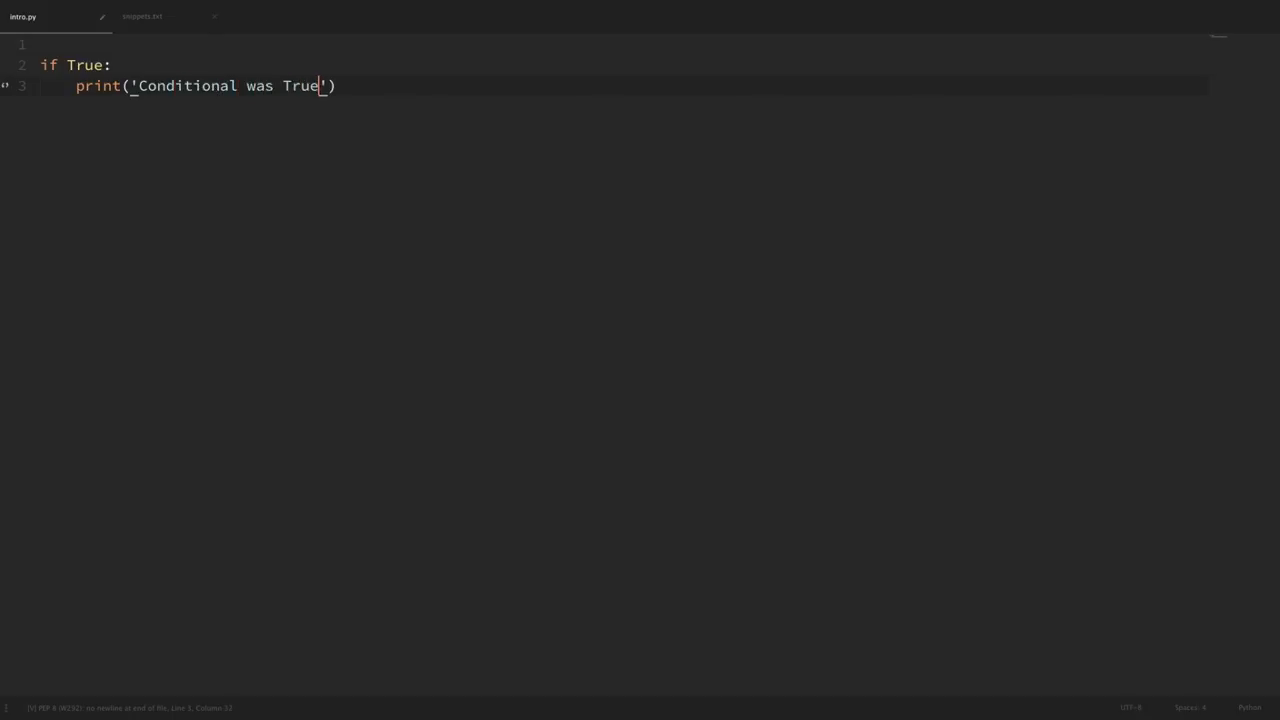 intro.py
snippets.txt
1
2 if True:
3 print('Conditional was True')
[V] PEP 8 (W292): no newline at end of file, Line 3, Column 32
UTF-8
Spaces: 4
Python